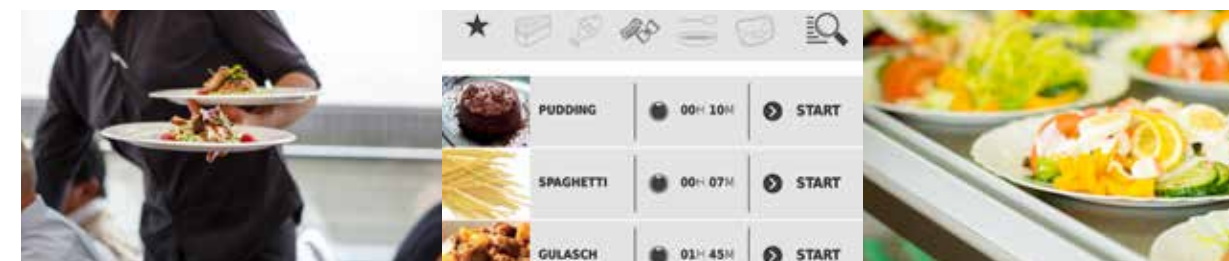 PUDDING 00H 10M START
SPAGHETTI 00H 07M START
GULASCH 01H 45M START